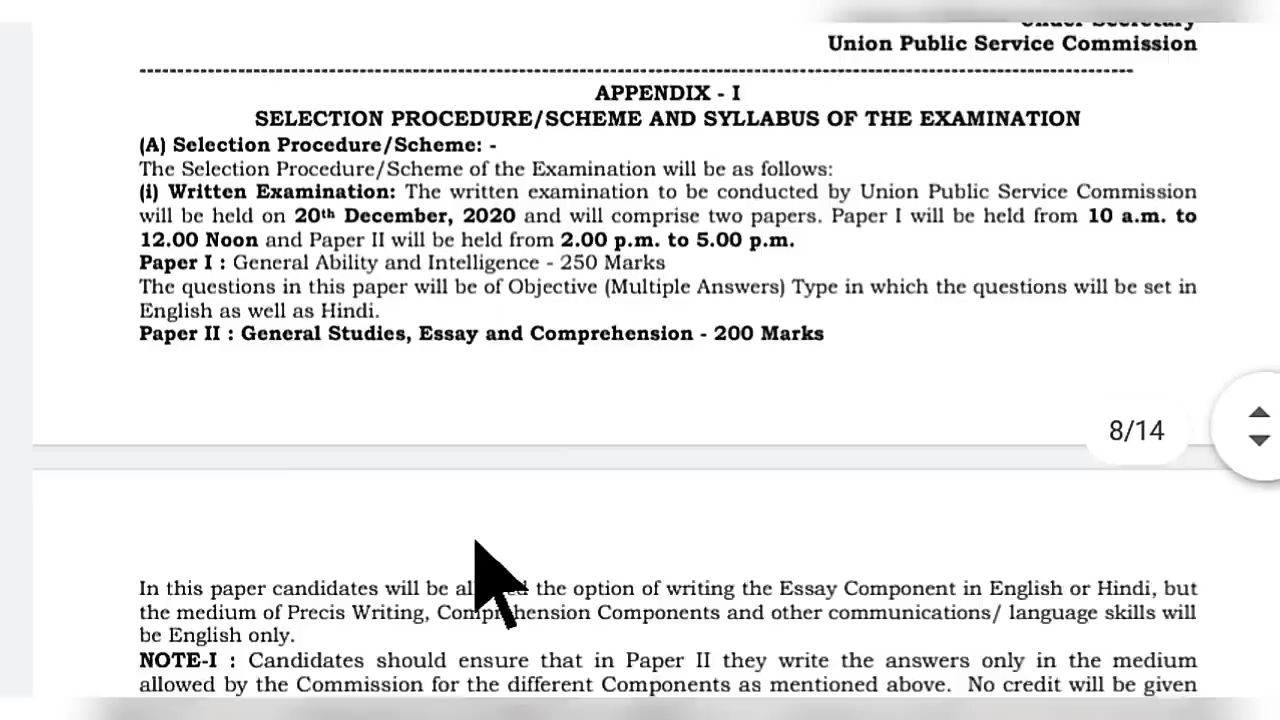 Under Secretary
Union Public Service Commission
APPENDIX - I
SELECTION PROCEDURE/SCHEME AND SYLLABUS OF THE EXAMINATION
(A) Selection Procedure/Scheme: -
The Selection Procedure/Scheme of the Examination will be as follows:
(i) Written Examination: The written examination to be conducted by Union Public Service Commission
will be held on 20th December, 2020 and will comprise two papers. Paper I will be held from 10 a.m. to
12.00 Noon and Paper II will be held from 2.00 p.m. to 5.00 p.m.
Paper I : General Ability and Intelligence - 250 Marks
The questions in this paper will be of Objective (Multiple Answers) Type in which the questions will be set in
English as well as Hindi.
Paper II : General Studies, Essay and Comprehension - 200 Marks
8/14
In this paper candidates will be the option of writing the Essay Component in English or Hindi, but
the medium of Precis Writing, Comprehension Components and other communications/ language skills will
be English only.
NOTE-I : Candidates should ensure that in Paper II they write the answers only in the medium
allowed by the Commission for the different Components as mentioned above. No credit will be given